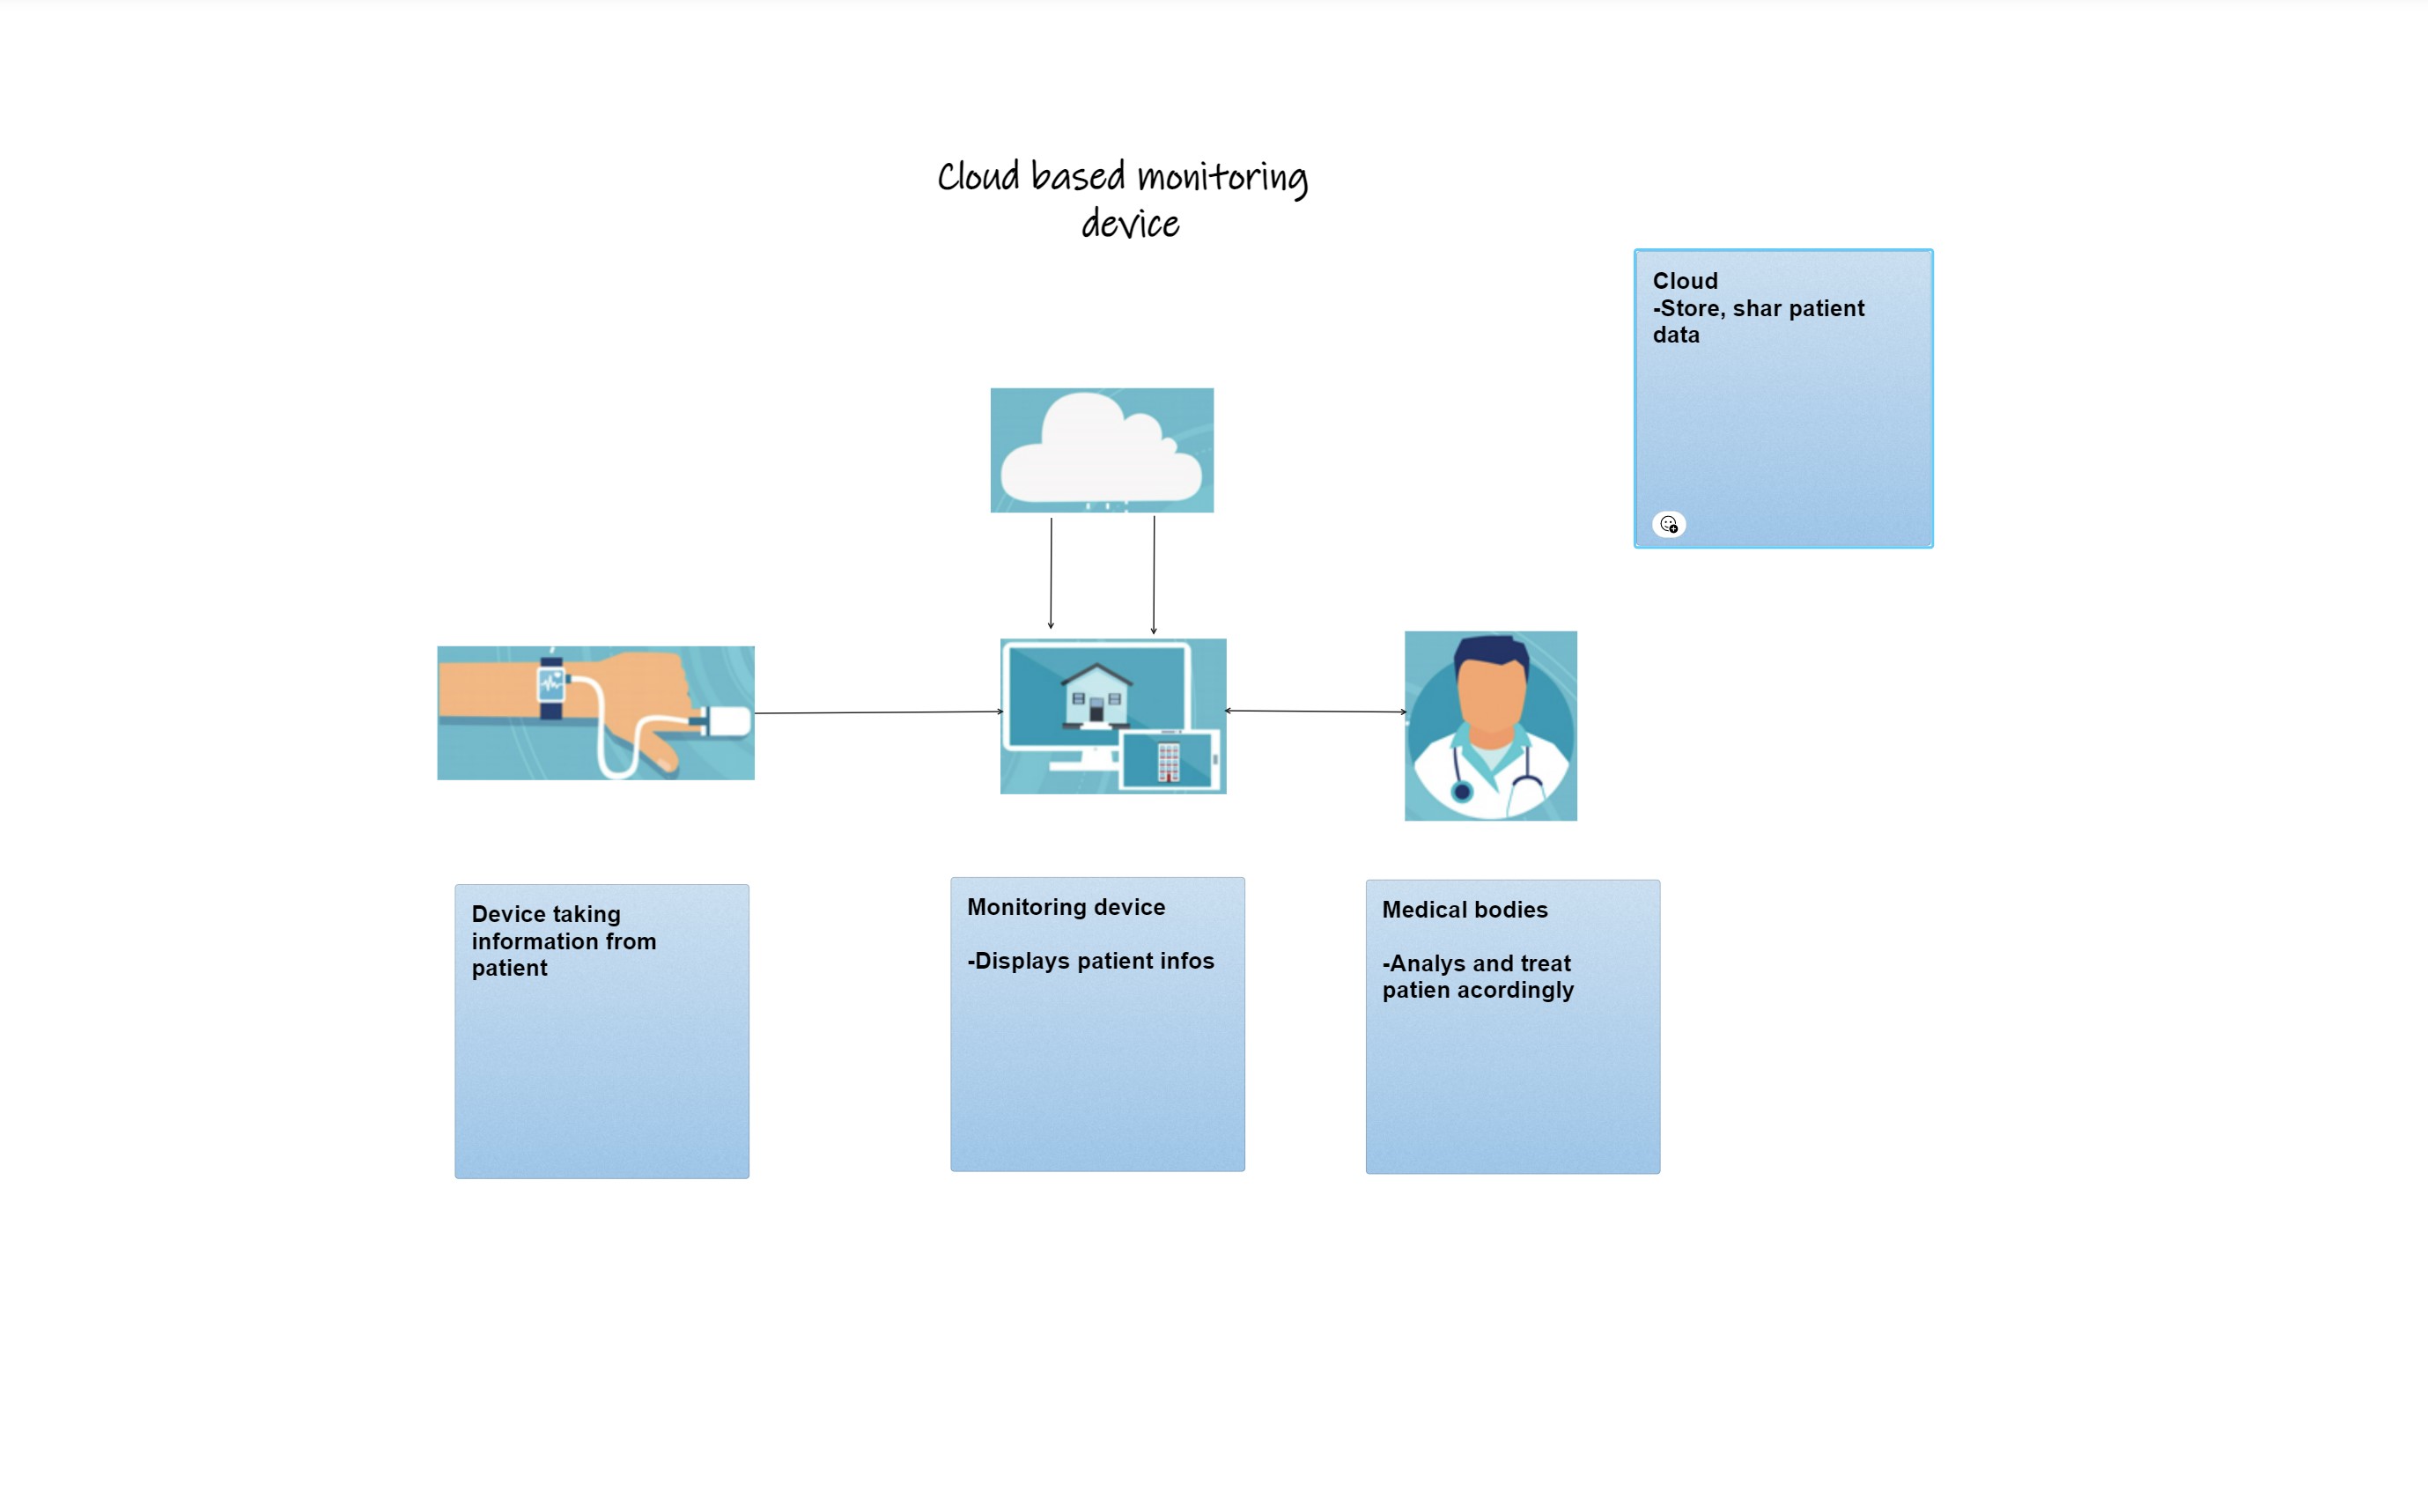 Cloud based monitoring
device
Cloud
-Store, shar patient
data
Device taking
information from
patient
Monitoring device
-Displays patient infos
Medical bodies
-Analys and treat
patien acordingly